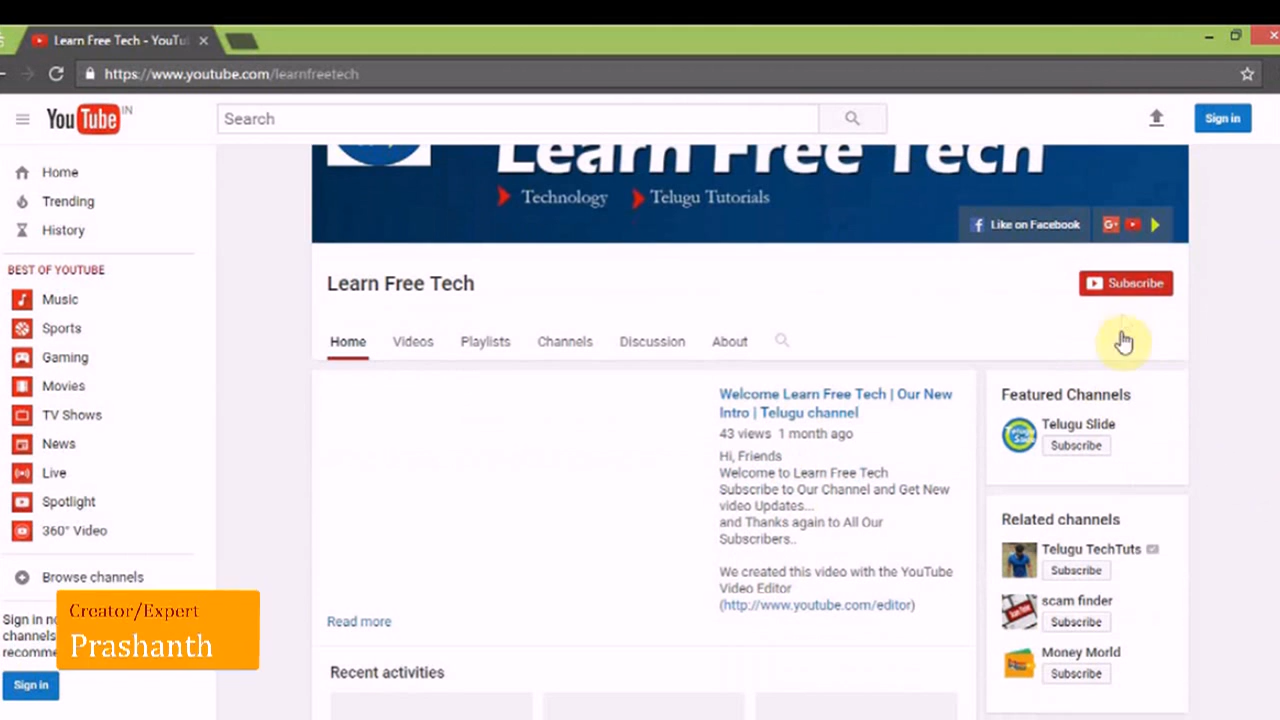 Learn Free Tech - YouTu
https://www.youtube.com/learnfreetech
YouTube IN
Search
Sign in
Home
Trending
History
BEST OF YOUTUBE
Music
Sports
Gaming
Movies
TV Shows
News
Live
Spotlight
360° Video
Browse channels
Sign in
channels
recomme
Sign in
Creator/Expert
Prashanth
Learn Free Tech
Technology
Telugu Tutorials
Like on Facebook
G+
Learn Free Tech
Subscribe
Home
Videos
Playlists
Channels
Discussion
About
Welcome Learn Free Tech | Our New
Intro | Telugu channel
43 views 1 month ago
Hi, Friends
Welcome to Learn Free Tech
Subscribe to Our Channel and Get New
video Updates...
and Thanks again to All Our
Subscribers..
We created this video with the YouTube
Video Editor
(http://www.youtube.com/editor)
Read more
Recent activities
Featured Channels
Telugu Slide
Subscribe
Related channels
Telugu TechTuts
Subscribe
scam finder
Subscribe
Money World
Subscribe